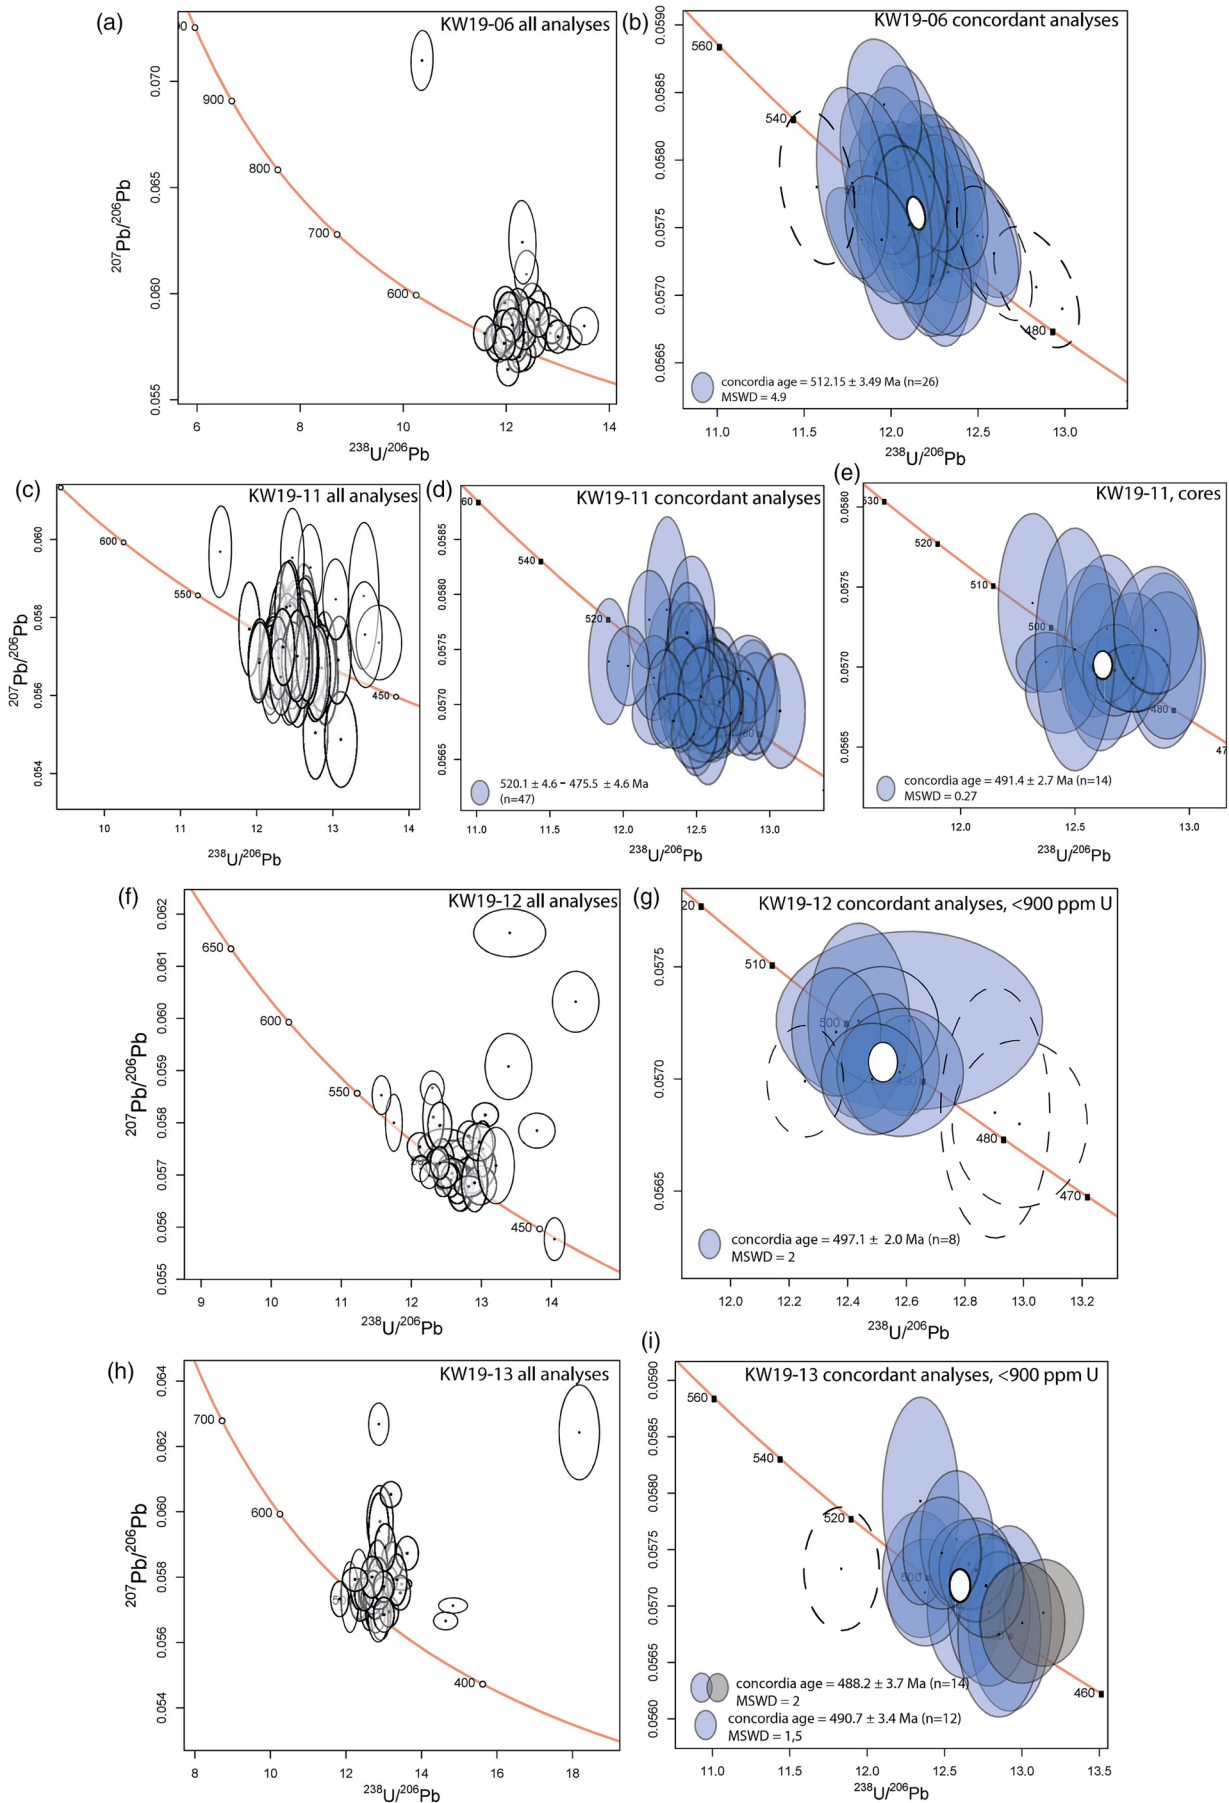 (a)
KW19-06 all analyses
900
800
700
600
0.070
0.065
0.060
0.055
207Pb/206Pb
6 8 10 12 14
238U/206Pb
(b)
KW19-06 concordant analyses
560
540
480
0.0590
0.0585
0.0580
0.0575
0.0570
0.0565
concordia age = 512.15 ± 3.49 Ma (n=26)
MSWD = 4.9
11.0 11.5 12.0 12.5 13.0
238U/206Pb
(c)
KW19-11 all analyses
600
550
450
0.060
0.058
0.056
0.054
207Pb/206Pb
10 11 12 13 14
238U/206Pb
(d)
KW19-11 concordant analyses
60
540
520
80
0.0585
0.0580
0.0575
0.0570
0.0565
520.1 ± 4.6 – 475.5 ± 4.6 Ma
(n=47)
11.0 11.5 12.0 12.5 13.0
238U/206Pb
(e)
KW19-11, cores
530
520
510
500
480
47
0.0580
0.0575
0.0570
0.0565
concordia age = 491.4 ± 2.7 Ma (n=14)
MSWD = 0.27
12.0 12.5 13.0
238U/206Pb
(f)
KW19-12 all analyses
650
600
550
450
0.062
0.061
0.060
0.059
0.058
0.057
0.056
0.055
207Pb/206Pb
9 10 11 12 13 14
238U/206Pb
(g)
KW19-12 concordant analyses, <900 ppm U
20
510
500
490
480
470
0.0575
0.0570
0.0565
concordia age = 497.1 ± 2.0 Ma (n=8)
MSWD = 2
12.0 12.2 12.4 12.6 12.8 13.0 13.2
238U/206Pb
(h)
KW19-13 all analyses
700
600
400
0.064
0.062
0.060
0.058
0.056
0.054
207Pb/206Pb
8 10 12 14 16 18
238U/206Pb
(i)
KW19-13 concordant analyses, <900 ppm U
560
540
520
500
460
0.0590
0.0585
0.0580
0.0575
0.0570
0.0565
0.0560
concordia age = 488.2 ± 3.7 Ma (n=14)
MSWD = 2
concordia age = 490.7 ± 3.4 Ma (n=12)
MSWD = 1,5
11.0 11.5 12.0 12.5 13.0 13.5
238U/206Pb